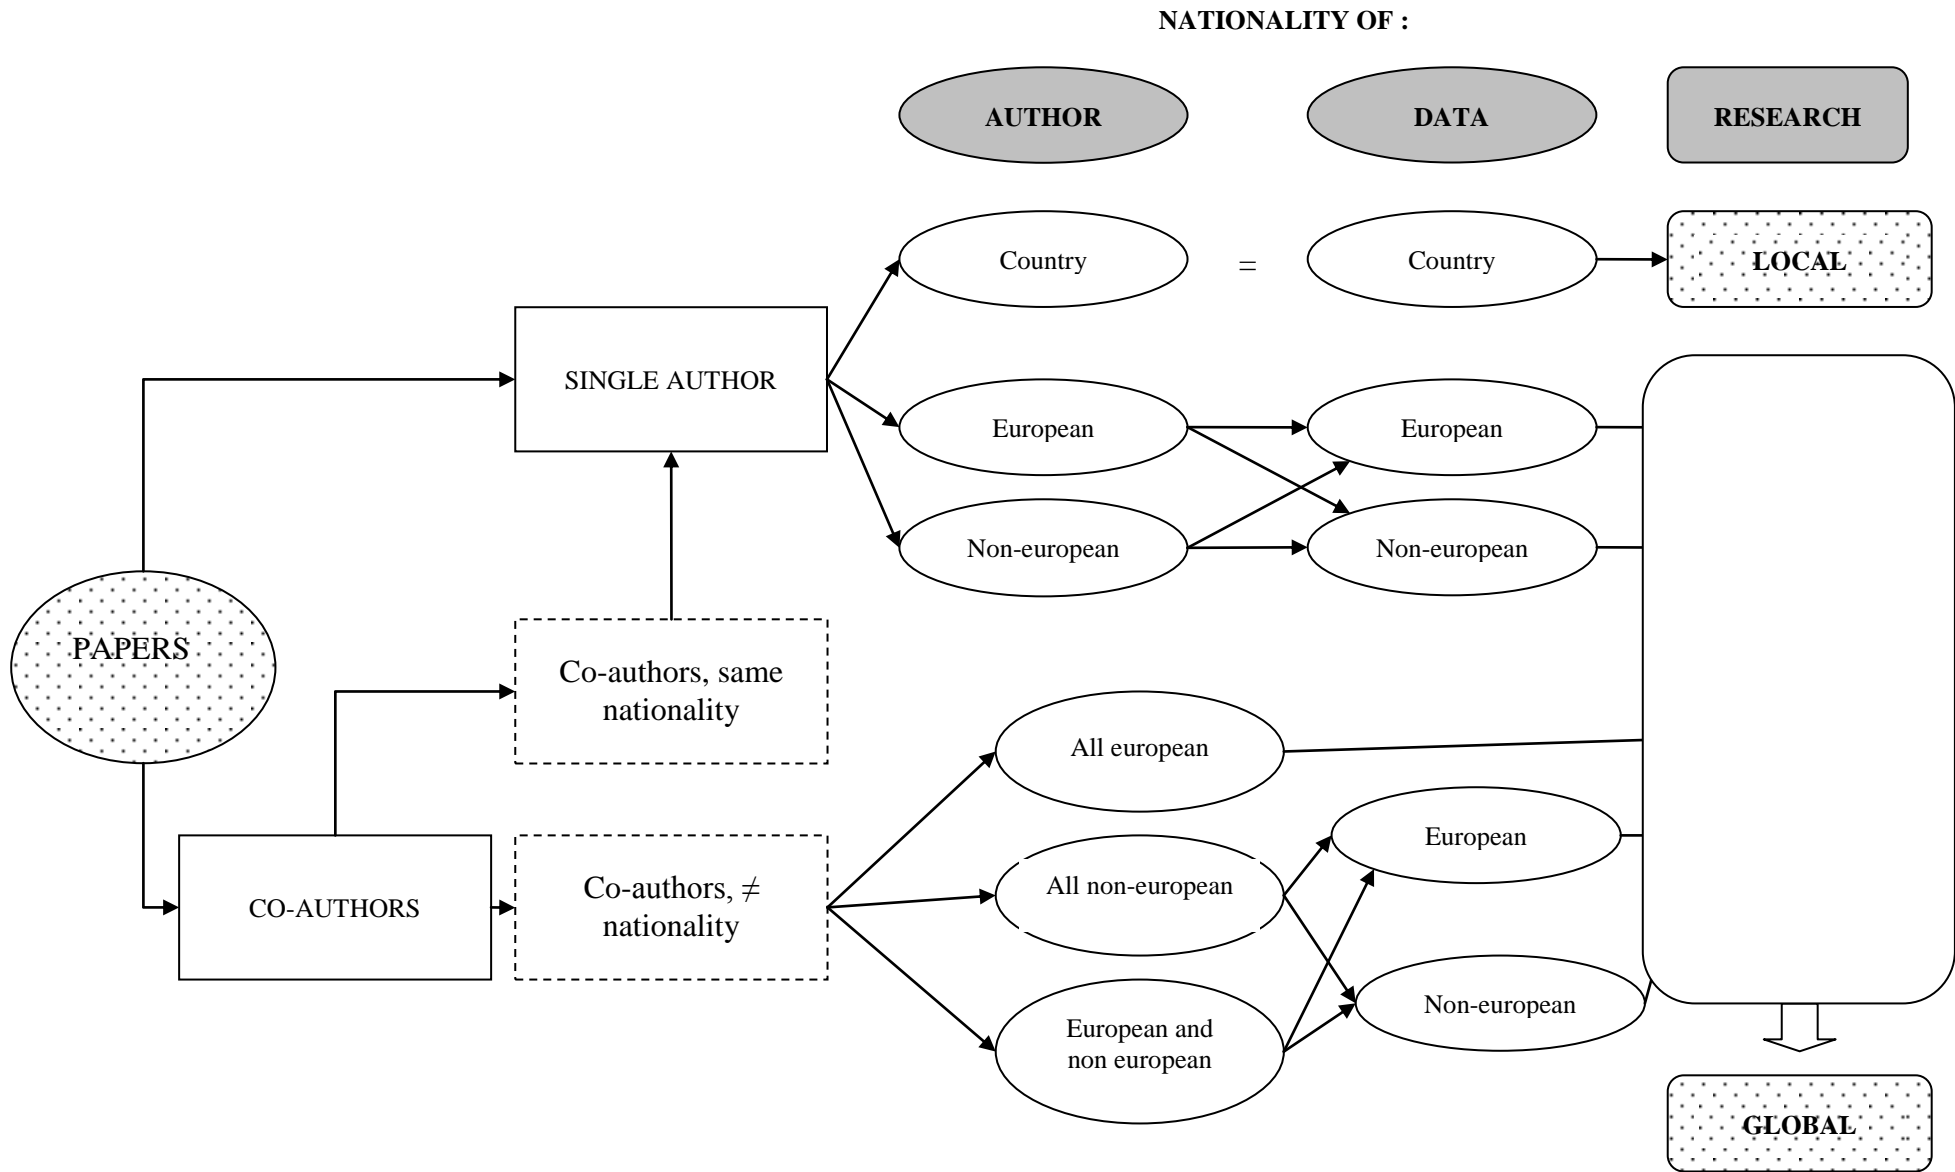 NATIONALITY OF :
AUTHOR
DATA
RESEARCH
Country
=
Country
LOCAL
SINGLE AUTHOR
European
European
Non-european
Non-european
PAPERS
Co-authors, same
nationality
All european
European
All non-european
CO-AUTHORS
Co-authors, ≠
nationality
Non-european
European and
non european
GLOBAL